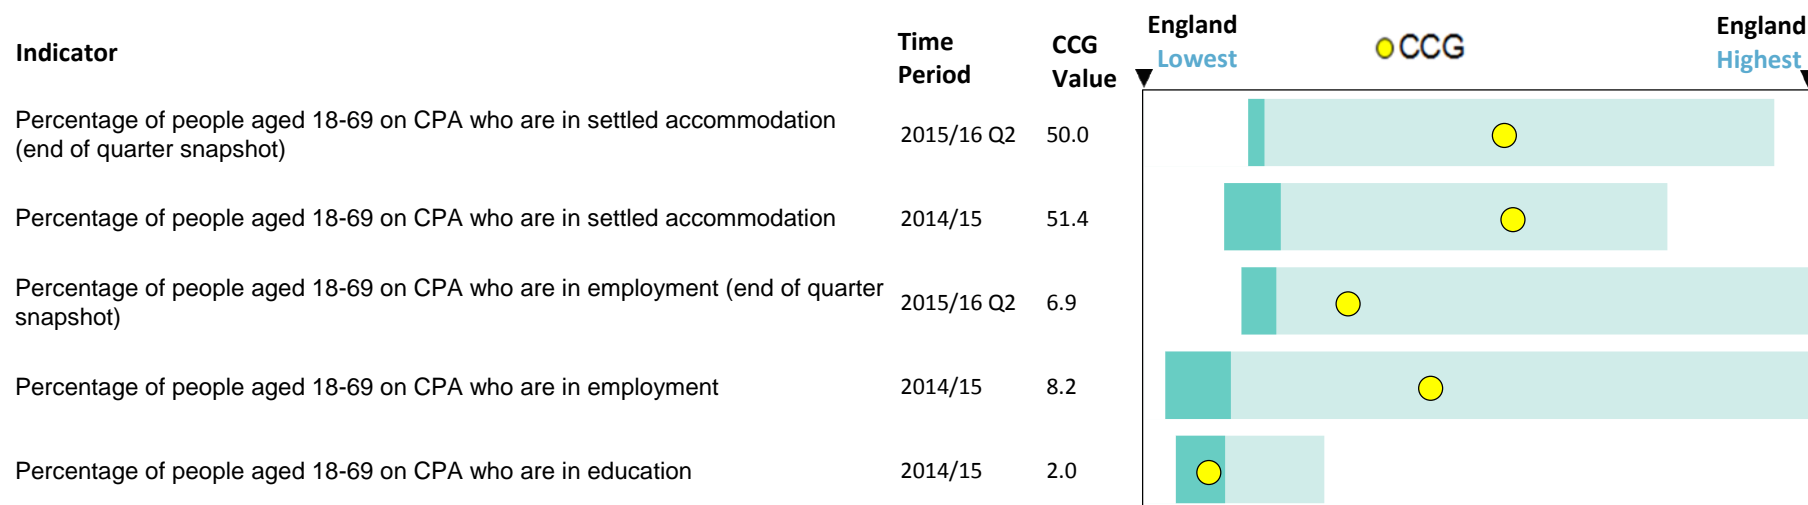 Indicator
Time
Period
CCG
Value
England
Lowest
CCG
England
Highest
Percentage of people aged 18-69 on CPA who are in settled accommodation
(end of quarter snapshot)
2015/16 Q2
50.0
Percentage of people aged 18-69 on CPA who are in settled accommodation
2014/15
51.4
Percentage of people aged 18-69 on CPA who are in employment (end of quarter
snapshot)
2015/16 Q2
6.9
Percentage of people aged 18-69 on CPA who are in employment
2014/15
8.2
Percentage of people aged 18-69 on CPA who are in education
2014/15
2.0